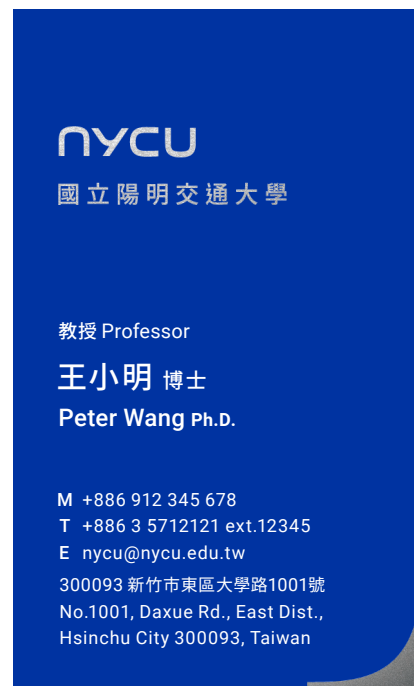 NYCU
國立陽明交通大學
教授 Professor
王小明 博士
Peter Wang Ph.D.
M +886 912 345 678
T +886 3 5712121 ext.12345
E nycu@nycu.edu.tw
300093 新竹市東區大學路1001號
No.1001, Daxue Rd., East Dist.,
Hsinchu City 300093, Taiwan